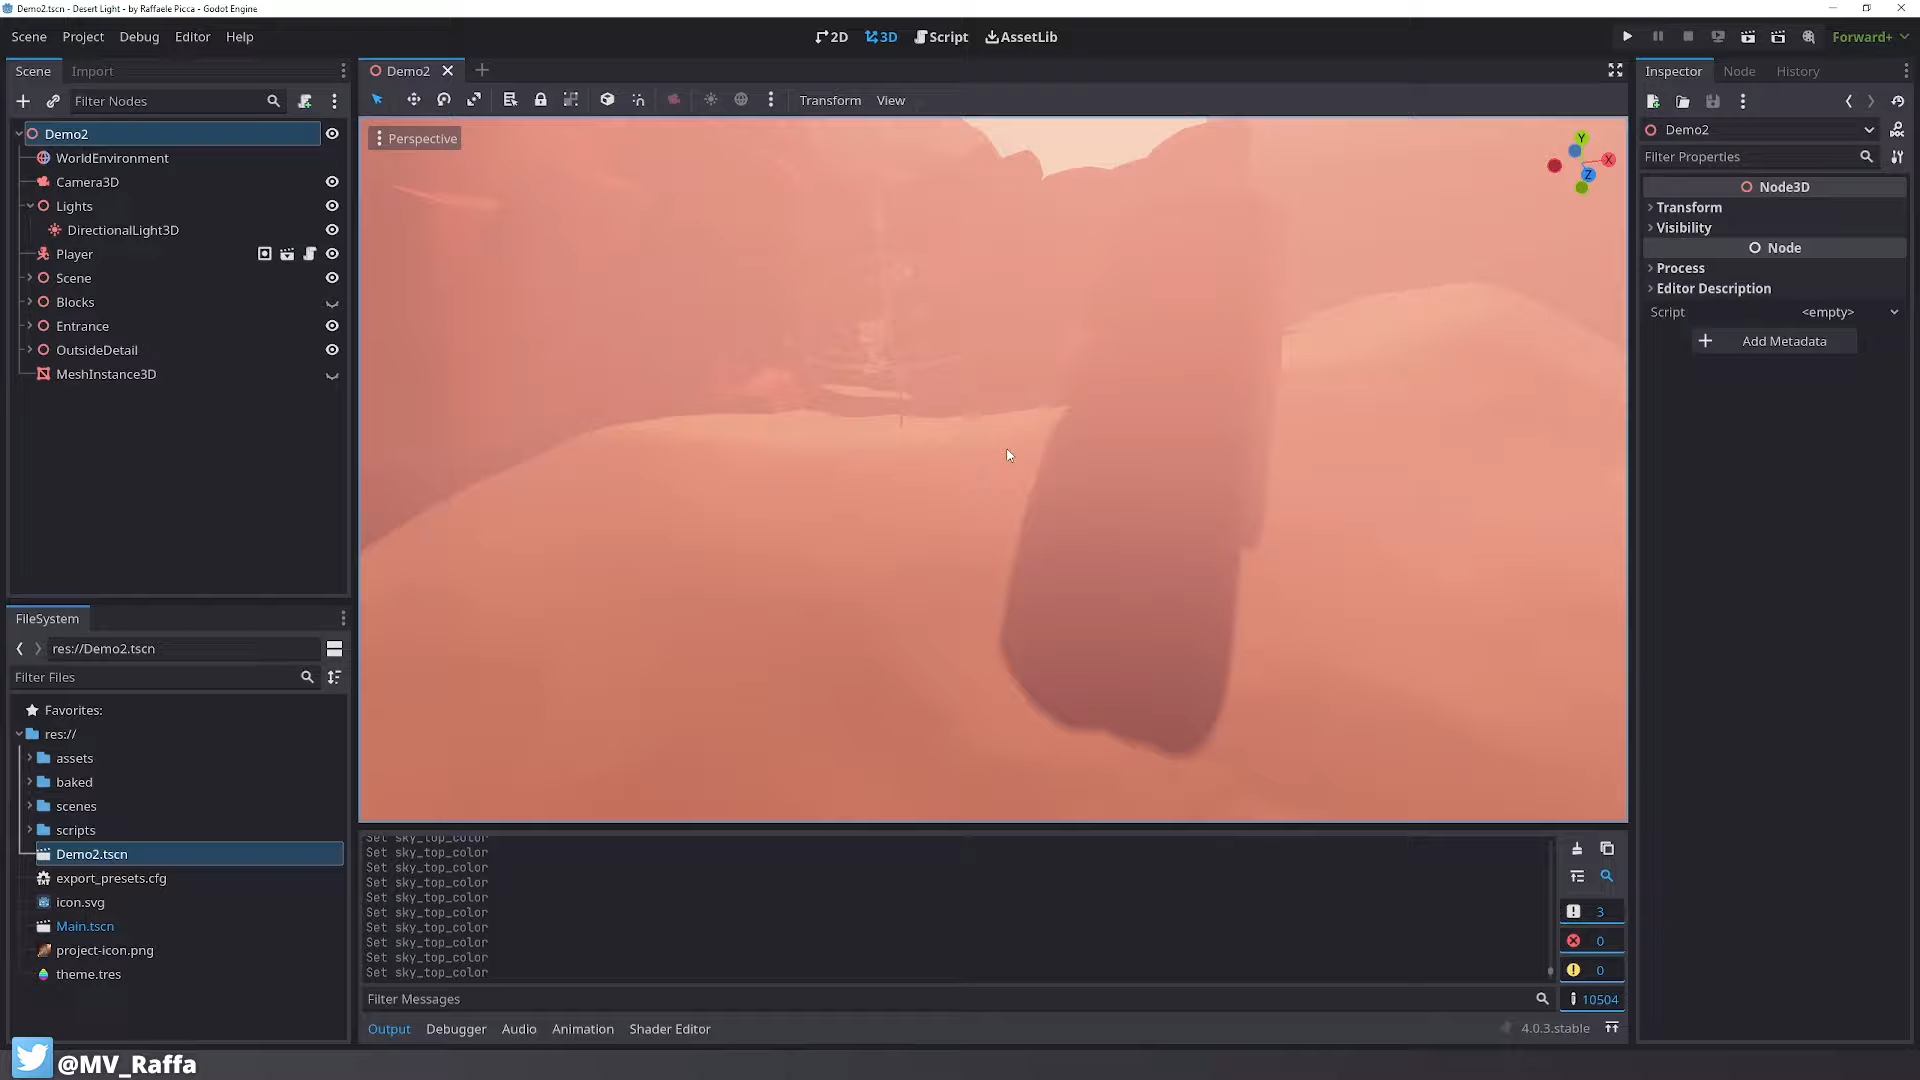 Demo2.tscn - Desert Light - by Raffaele Picca - Godot Engine
Scene Project Debug Editor Help
2D 3D Script AssetLib
Forward+
Scene Import
Filter Nodes
Demo2
WorldEnvironment
Camera3D
Lights
DirectionalLight3D
Player
Scene
Blocks
Entrance
OutsideDetail
MeshInstance3D
FileSystem
res://Demo2.tscn
Filter Files
Favorites:
res://
assets
baked
scenes
scripts
Demo2.tscn
export_presets.cfg
icon.svg
Main.tscn
project-icon.png
theme.tres
Demo2
Transform View
Perspective
Y
X
Z
Set sky_top_color
Set sky_top_color
Set sky_top_color
Set sky_top_color
Set sky_top_color
Set sky_top_color
Set sky_top_color
Set sky_top_color
Set sky_top_color
Set sky_top_color
3
0
0
10504
Filter Messages
Output Debugger Audio Animation Shader Editor
4.0.3.stable
Inspector Node History
Demo2
Filter Properties
Node3D
Transform
Visibility
Node
Process
Editor Description
Script <empty>
Add Metadata
@MV_Raffa